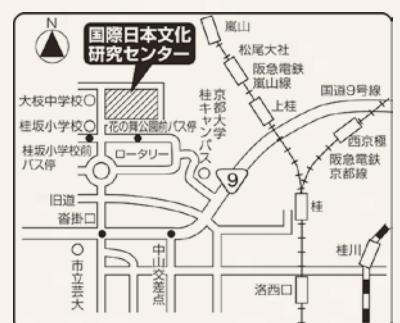 N
国際日本文化
研究センター
嵐山
松尾大社
阪急電鉄
嵐山線
上桂
国道9号線
大枝中学校
桂坂小学校
花の舞公園前バス停
桂坂小学校前
バス停
ロータリー
京都大学
桂キャンパス
西京極
阪急電鉄
京都線
9
旧道
沓掛口
桂
桂川
市立芸大
中山交差点
洛西口